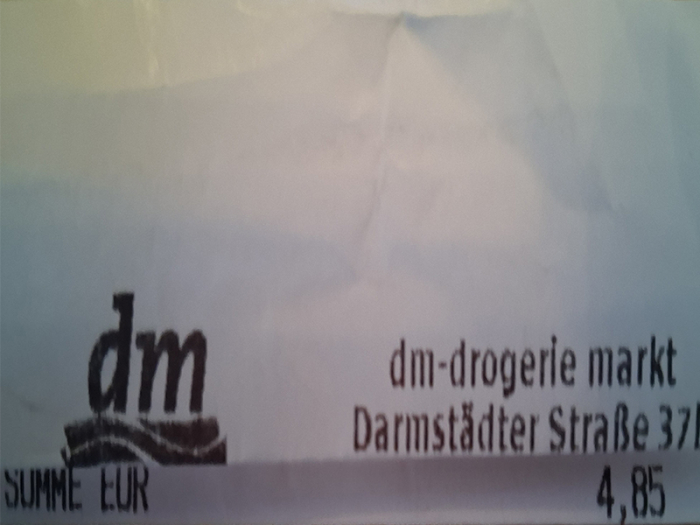 dm
dm-drogerie markt
Darmstädter Straße
SUMME EUR 4,85